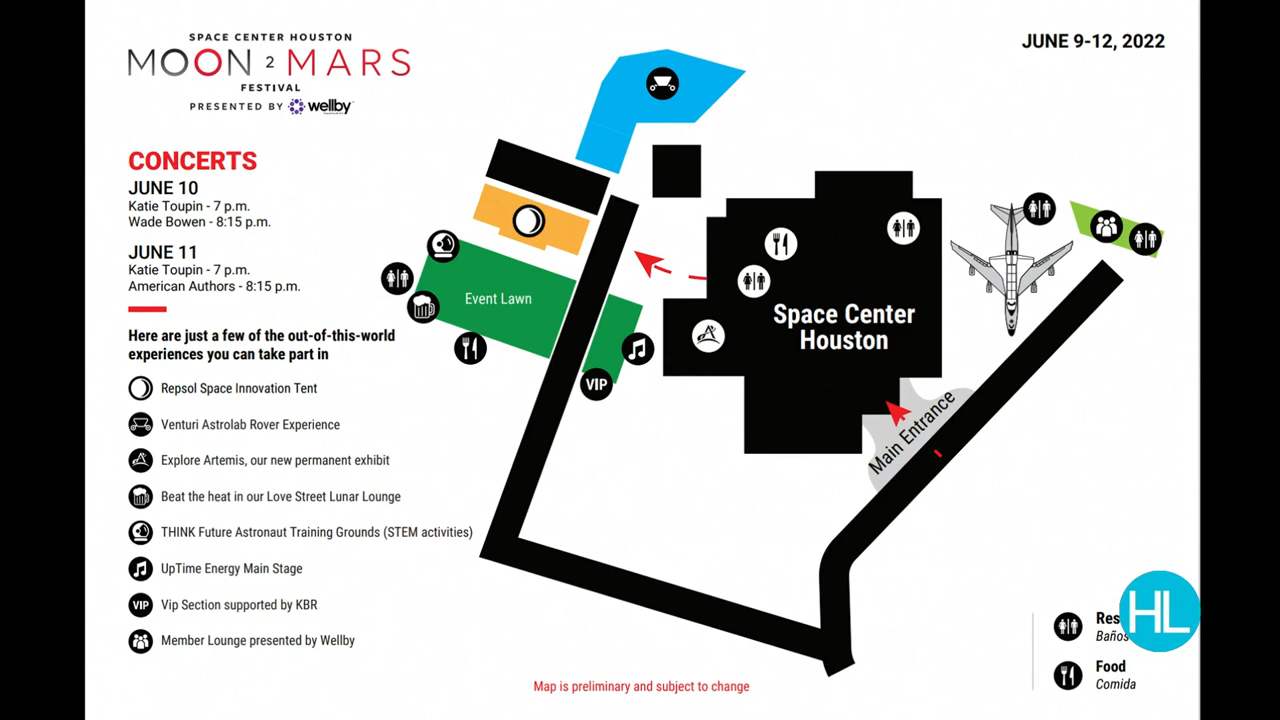 SPACE CENTER HOUSTON
MOON 2 MARS
FESTIVAL
PRESENTED BY wellby
JUNE 9-12, 2022
CONCERTS
JUNE 10
Katie Toupin - 7 p.m.
Wade Bowen - 8:15 p.m.
JUNE 11
Katie Toupin - 7 p.m.
American Authors - 8:15 p.m.
Here are just a few of the out-of-this-world
experiences you can take part in
Repsol Space Innovation Tent
Venturi Astrolab Rover Experience
Explore Artemis, our new permanent exhibit
Beat the heat in our Love Street Lunar Lounge
THINK Future Astronaut Training Grounds (STEM activities)
UpTime Energy Main Stage
VIP Vip Section supported by KBR
Member Lounge presented by Wellby
Event Lawn
VIP
Space Center
Houston
Main Entrance
Baños
Food
Comida
HL
Map is preliminary and subject to change